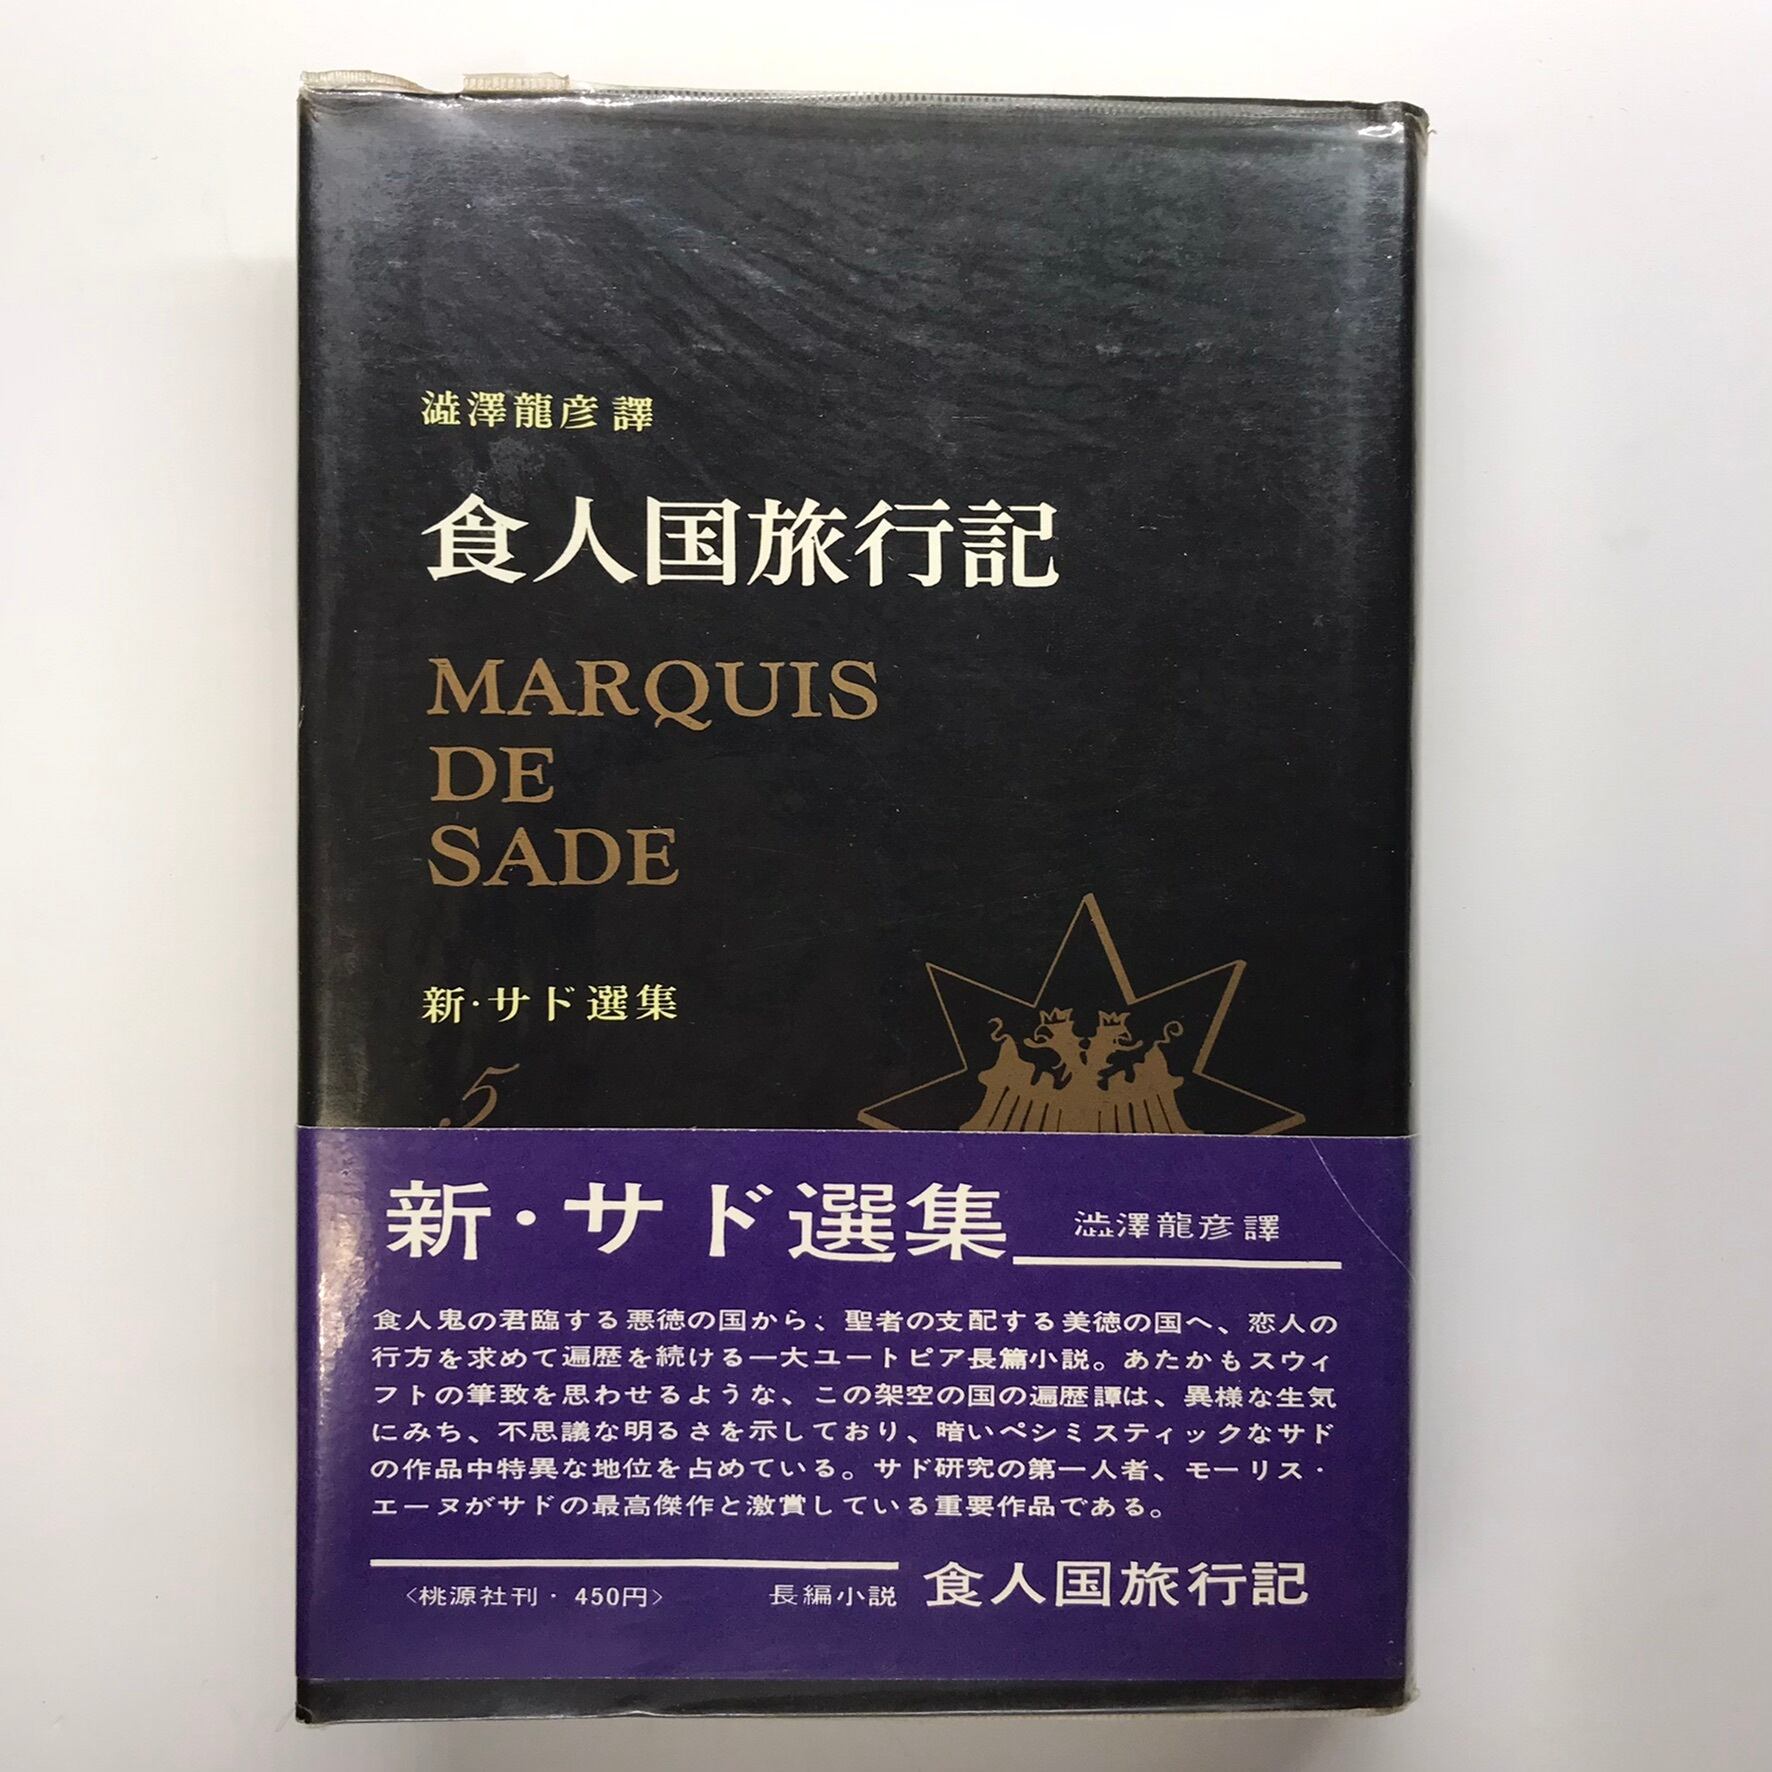 澁澤龍彦 譯
食人国旅行記
MARQUIS
DE
SADE
新・サド選集
5
新・サド選集 澁澤龍彦譯
食人鬼の君臨する悪徳の国から、聖者の支配する美徳の国へ、恋人の
行方を求めて遍歴を続ける一大ユートピア長篇小説。あたかもスウィ
フトの筆致を思わせるような、この架空の国の遍歴譚は、異様な生気
にみち、不思議な明るさを示しており、暗いペシミスティックなサド
の作品中特異な地位を占めている。サド研究の第一人者、モーリス・
エーヌがサドの最高傑作と激賞している重要作品である。
〈桃源社刊・450円〉 長編小説 食人国旅行記